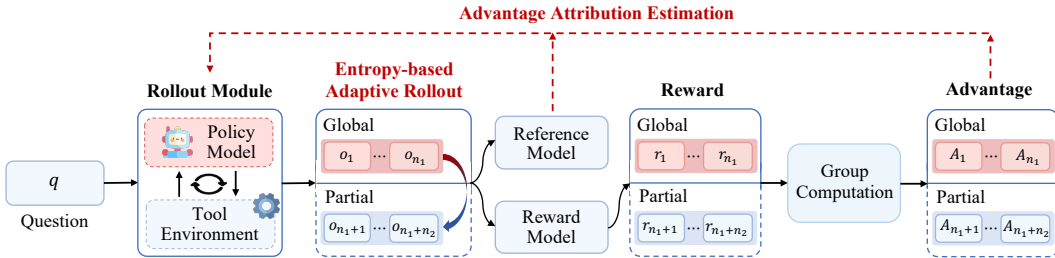 Advantage Attribution Estimation
Rollout Module
Entropy-based
Adaptive Rollout
Reward
Advantage
q
Question
Policy
Model
Tool
Environment
Global
o₁ ... oₙ₁
Partial
oₙ₁₊₁ ... oₙ₁₊ₙ₂
Reference
Model
Reward
Model
Global
r₁ ... rₙ₁
Partial
rₙ₁₊₁ ... rₙ₁₊ₙ₂
Group
Computation
Global
A₁ ... Aₙ₁
Partial
Aₙ₁₊₁ ... Aₙ₁₊ₙ₂